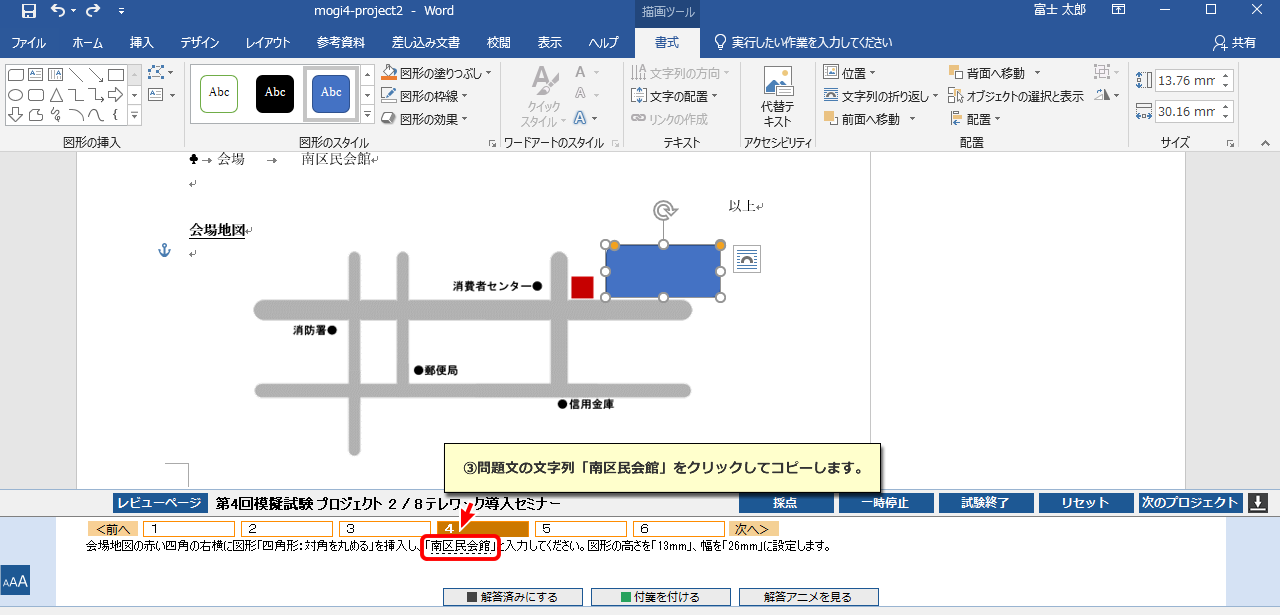 mogi4-project2 - Word
描画ツール
富士 太郎
ファイル ホーム 挿入 デザイン レイアウト 参考資料 差し込み文書 校閲 表示 ヘルプ 書式 実行したい作業を入力してください 共有
Abc Abc Abc
図形の塗りつぶし
図形の枠線
図形の効果
クイック
スタイル
文字列の方向
文字の配置
リンクの作成
代替テ
キスト
位置
文字列の折り返し
前面へ移動
背面へ移動
オブジェクトの選択と表示
配置
13.76 mm
30.16 mm
図形の挿入 図形のスタイル ワードアートのスタイル テキスト アクセシビリティ 配置 サイズ
会場 南区民会館
以上
会場地図
消費者センター
消防署
郵便局
信用金庫
③問題文の文字列「南区民会館」をクリックしてコピーします。
レビューページ 第4回模擬試験 プロジェクト 2/8 テレワーク導入セミナー 採点 一時停止 試験終了 リセット 次のプロジェクト
<前へ 1 2 3 4 5 6 次へ>
会場地図の赤い四角の右横に図形「四角形：対角を丸める」を挿入し、「南区民会館」と入力してください。図形の高さを「13mm」、幅を「26mm」に設定します。
AAA
解答済みにする 付箋を付ける 解答アニメを見る